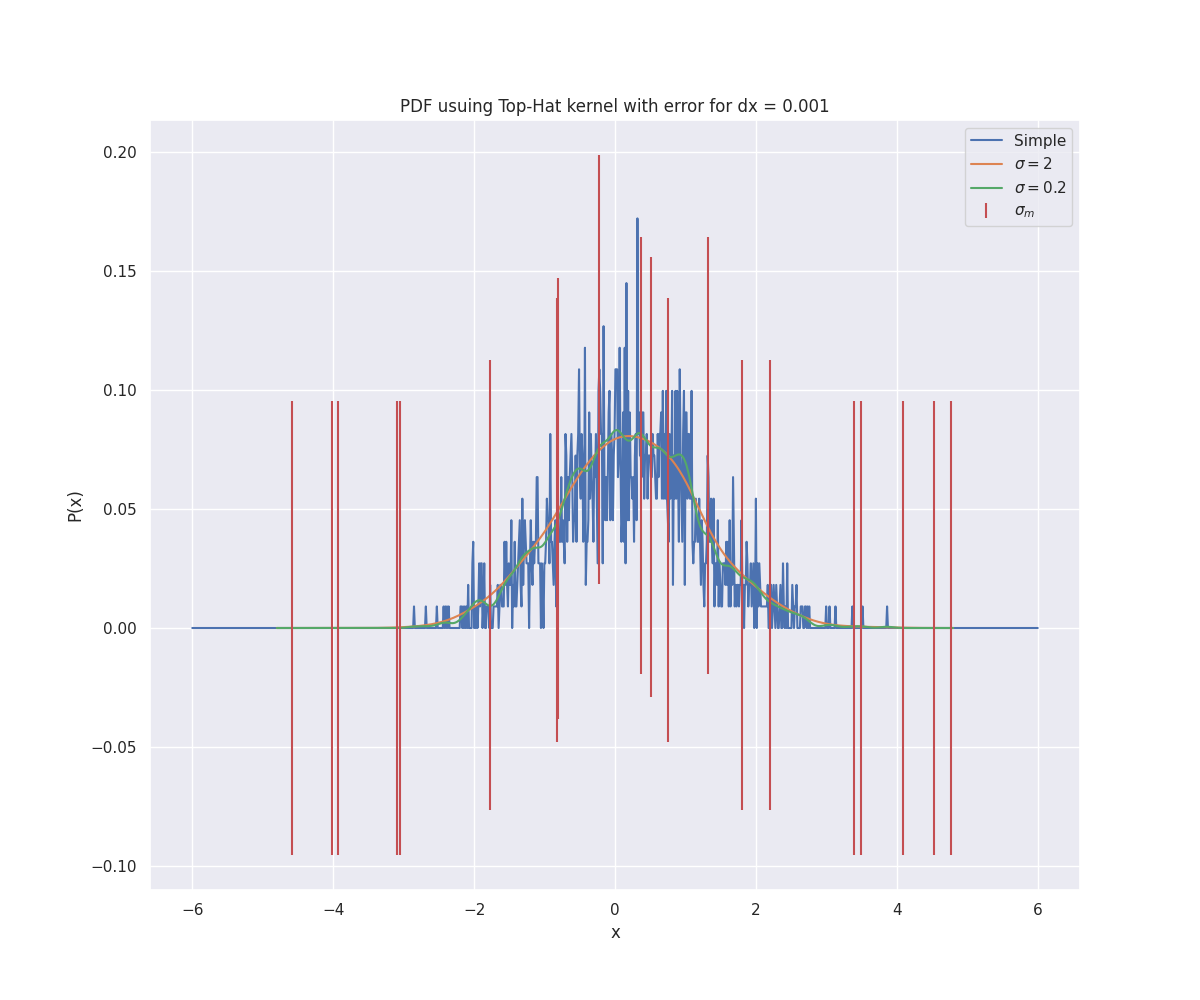 PDF usuing Top-Hat kernel with error for dx = 0.001
Simple
σ = 2
σ = 0.2
σm
0.20
0.15
0.10
0.05
0.00
−0.05
−0.10
P(x)
−6
−4
−2
0
2
4
6
x